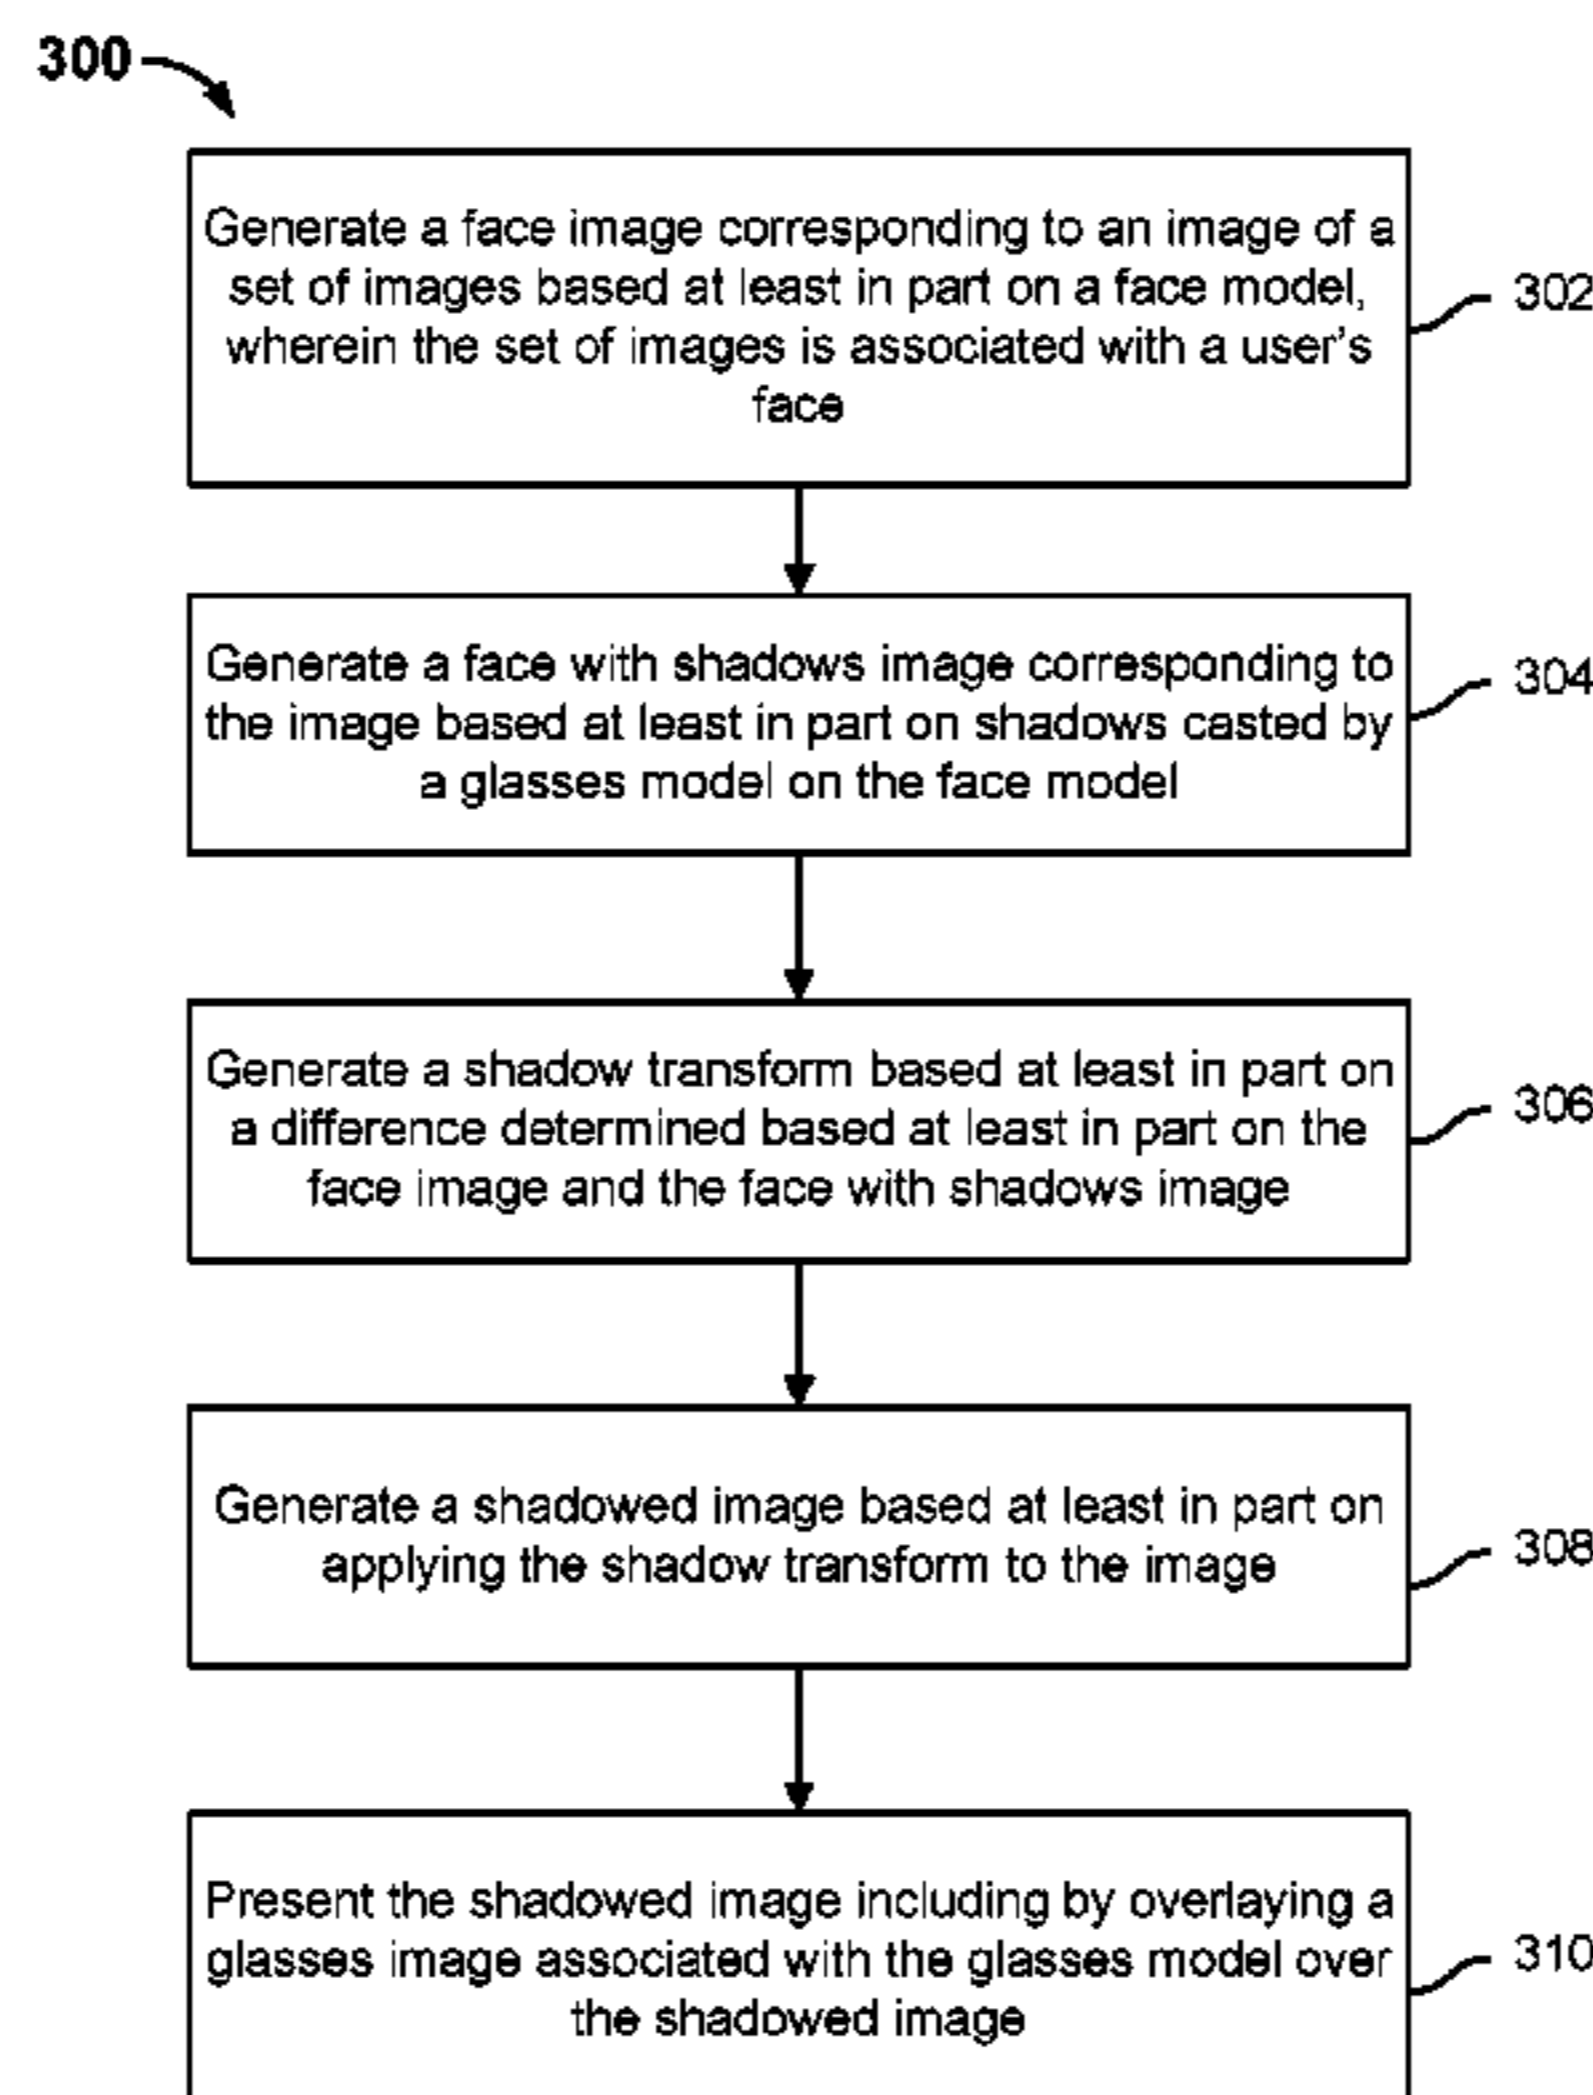 300
Generate a face image corresponding to an image of a
set of images based at least in part on a face model,
wherein the set of images is associated with a user's
face
302
Generate a face with shadows image corresponding to
the image based at least in part on shadows casted by
a glasses model on the face model
304
Generate a shadow transform based at least in part on
a difference determined based at least in part on the
face image and the face with shadows image
306
Generate a shadowed image based at least in part on
applying the shadow transform to the image
308
Present the shadowed image including by overlaying a
glasses image associated with the glasses model over
the shadowed image
310